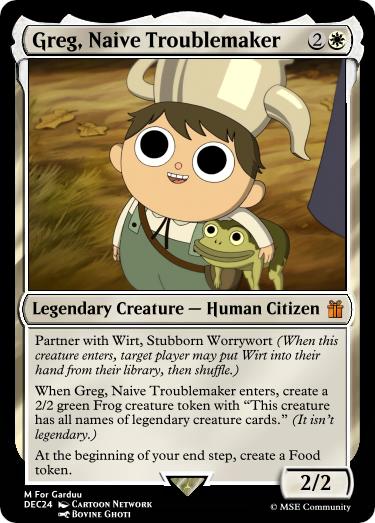 Greg, Naive Troublemaker 2
Legendary Creature — Human Citizen
Partner with Wirt, Stubborn Worrywort (When this
creature enters, target player may put Wirt into their
hand from their library, then shuffle.)
When Greg, Naive Troublemaker enters, create a
2/2 green Frog creature token with “This creature
has all names of legendary creature cards.” (It isn’t
legendary.)
At the beginning of your end step, create a Food
token.
2/2
M For Garduu
DEC24 Cartoon Network
Bovine Ghoti
© MSE Community